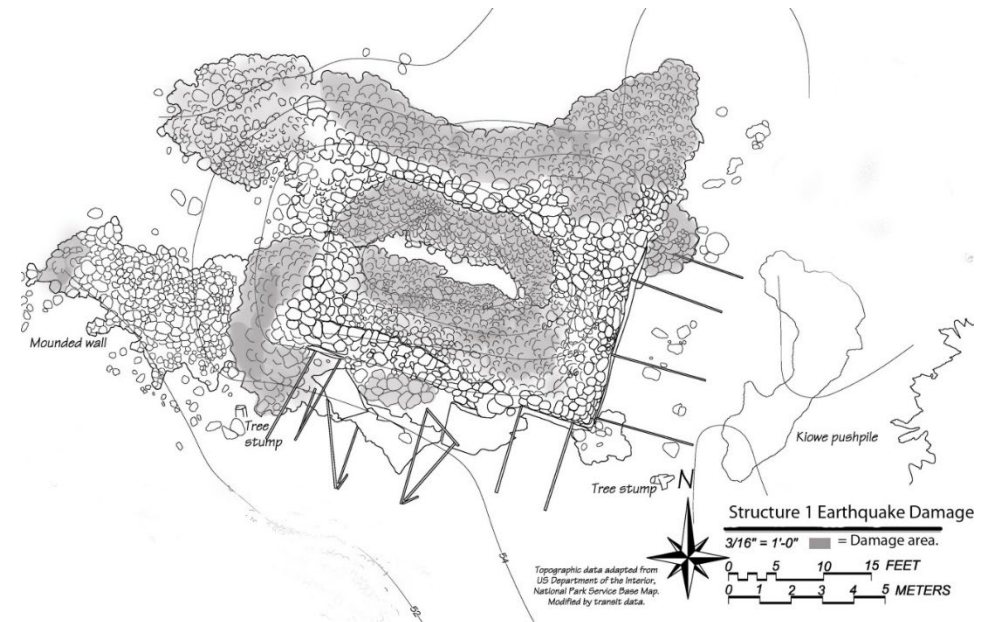 Mounded wall
Tree
stump
Kiowe pushpile
Tree stump
N
Structure 1 Earthquake Damage
3/16" = 1'-0" = Damage area.
0 5 10 15 FEET
0 1 2 3 4 5 METERS
Topographic data adapted from
US Department of the Interior,
National Park Service Base Map.
Modified by transit data.
54
52